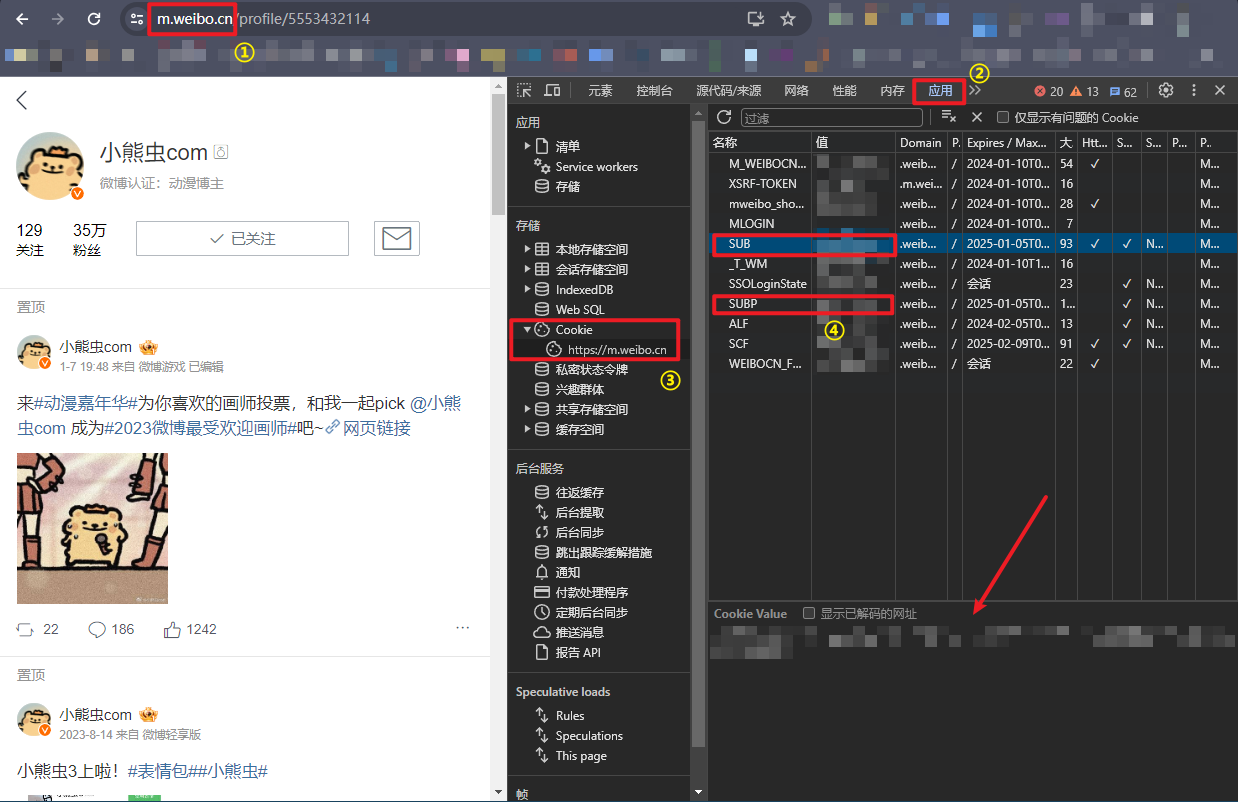 m.weibo.cn/profile/5553432114
①
②
小熊虫com
微博认证：动漫博主
129
关注
35万
粉丝
已关注
置顶
小熊虫com
1-7 19:48 来自 微博游戏 已编辑
来#动漫嘉年华#为你喜欢的画师投票，和我一起pick @小熊
虫com 成为#2023微博最受欢迎画师#吧~ 网页链接
22
186
1242
...
置顶
小熊虫com
2023-8-14 来自 微博轻享版
小熊虫3上啦！#表情包##小熊虫#
元素 控制台 源代码/来源 网络 性能 内存 应用 20 13 62
应用
清单
Service workers
存储
存储
本地存储空间
会话存储空间
IndexedDB
Web SQL
Cookie
https://m.weibo.cn
③
私密状态令牌
兴趣群体
共享存储空间
缓存空间
后台服务
往返缓存
后台提取
后台同步
跳出跟踪缓解措施
通知
付款处理程序
定期后台同步
推送消息
报告 API
Speculative loads
Rules
Speculations
This page
帧
过滤 仅显示有问题的 Cookie
名称 值 Domain P. Expires / Max... 大 Htt... S... S... P... P..
M_WEIBOCN... .weib... / 2024-01-10T0... 54 ✓ M...
XSRF-TOKEN .m.wei... / 2024-01-10T0... 16 M...
mweibo_sho... .weib... / 2024-01-10T0... 28 ✓ M...
MLOGIN .weib... / 2024-01-10T0... 7 M...
SUB .weib... / 2025-01-05T0... 93 ✓ ✓ N... M...
_T_WM .weib... / 2024-01-10T1... 16 M...
SSOLoginState .weib... / 会话 23 ✓ N... M...
SUBP .weib... / 2025-01-05T0... 1... ✓ N... M...
ALF .weib... / 2024-02-05T0... 13 ✓ N... M...
④
SCF .weib... / 2025-02-09T0... 91 ✓ ✓ N... M...
WEIBOCN_F... .weib... / 会话 22 ✓ M...
Cookie Value 显示已解码的网址